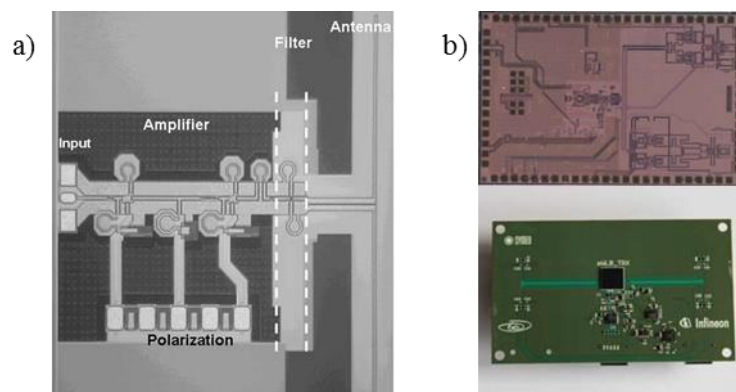 a)
Filter
Antenna
Amplifier
Input
Polarization
b)
Infineon